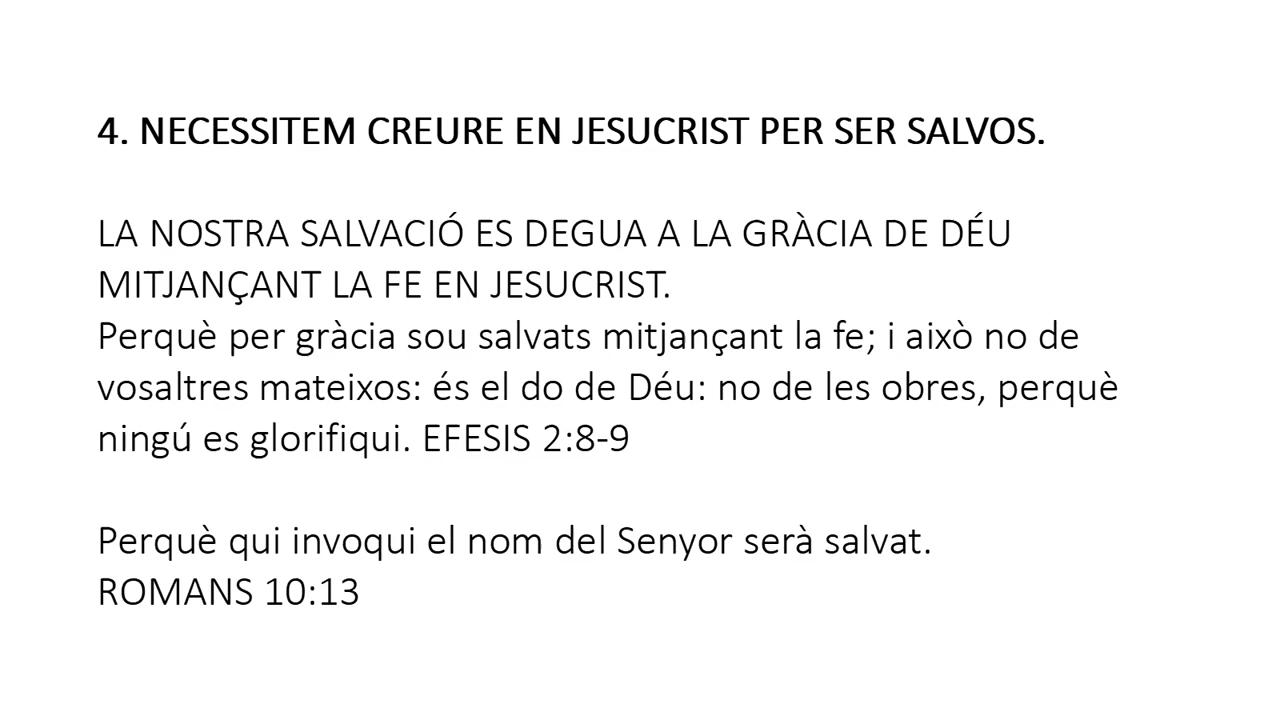 4. NECESSITEM CREURE EN JESUCRIST PER SER SALVOS.
LA NOSTRA SALVACIÓ ES DEGUA A LA GRÀCIA DE DÉU
MITJANÇANT LA FE EN JESUCRIST.
Perquè per gràcia sou salvats mitjançant la fe; i això no de
vosaltres mateixos: és el do de Déu: no de les obres, perquè
ningú es glorifiqui. EFESIS 2:8-9
Perquè qui invoqui el nom del Senyor serà salvat.
ROMANS 10:13